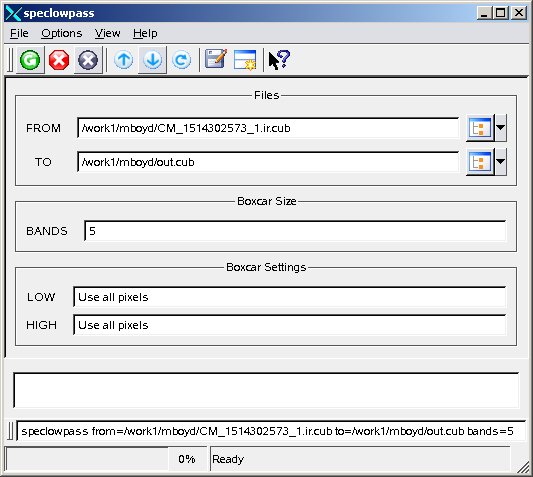 speclowpass
File Options View Help
G
Files
FROM /work1/mboyd/CM_1514302573_1.ir.cub
TO /work1/mboyd/out.cub
Boxcar Size
BANDS 5
Boxcar Settings
LOW Use all pixels
HIGH Use all pixels
speclowpass from=/work1/mboyd/CM_1514302573_1.ir.cub to=/work1/mboyd/out.cub bands=5
0% Ready